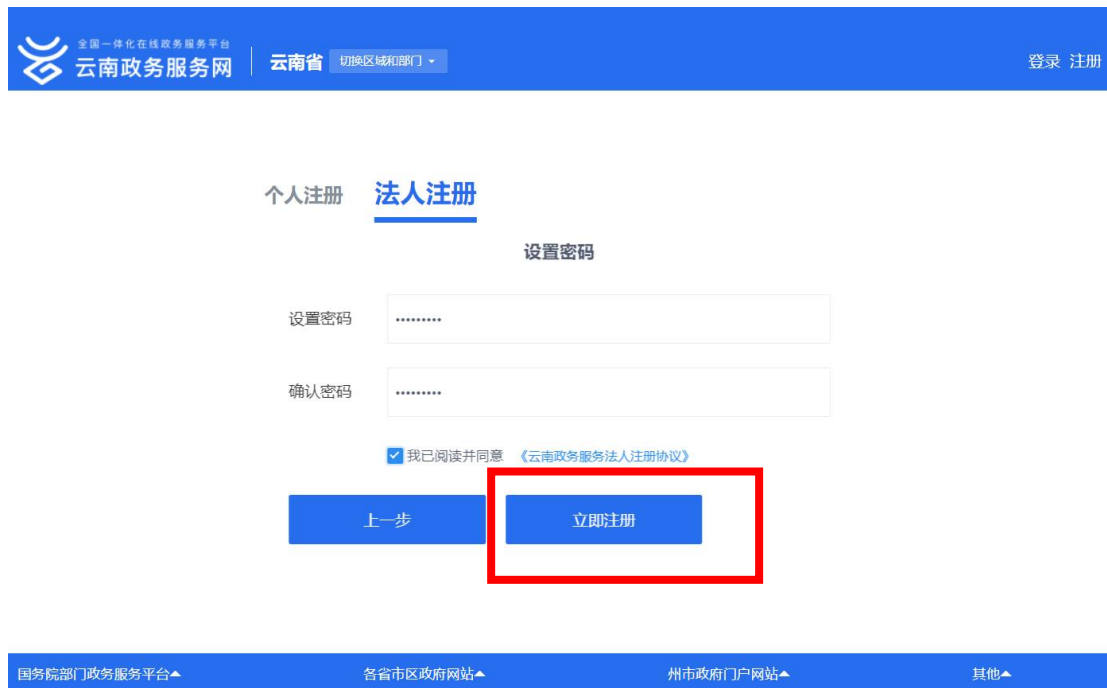 全国一体化在线政务服务平台
云南政务服务网
云南省 切换区域和部门
登录 注册
个人注册 法人注册
设置密码
设置密码 •••••••••
确认密码 •••••••••
我已阅读并同意 《云南政务服务法人注册协议》
上一步 立即注册
国务院部门政务服务平台 各省市区政府网站 州市政府门户网站 其他